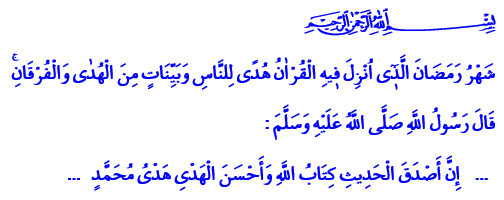 بِسْمِ اللهِ الرَّحْمٰنِ الرَّحِيمِ
شَهْرُ رَمَضَانَ الَّذ۪ٓي اُنْزِلَ ف۪يهِ الْقُرْاٰنُ هُدًى لِلنَّاسِ وَبَيِّنَاتٍ مِنَ الْهُدٰى وَالْفُرْقَانِۚ
قَالَ رَسُولُ اللَّهِ صَلَّى اللَّهُ عَلَيْهِ وَسَلَّمَ :
... إِنَّ أَصْدَقَ الْحَدِيثِ كِتَابُ اللَّهِ وَأَحْسَنَ الْهَدْيِ هَدْيُ مُحَمَّدٍ ...